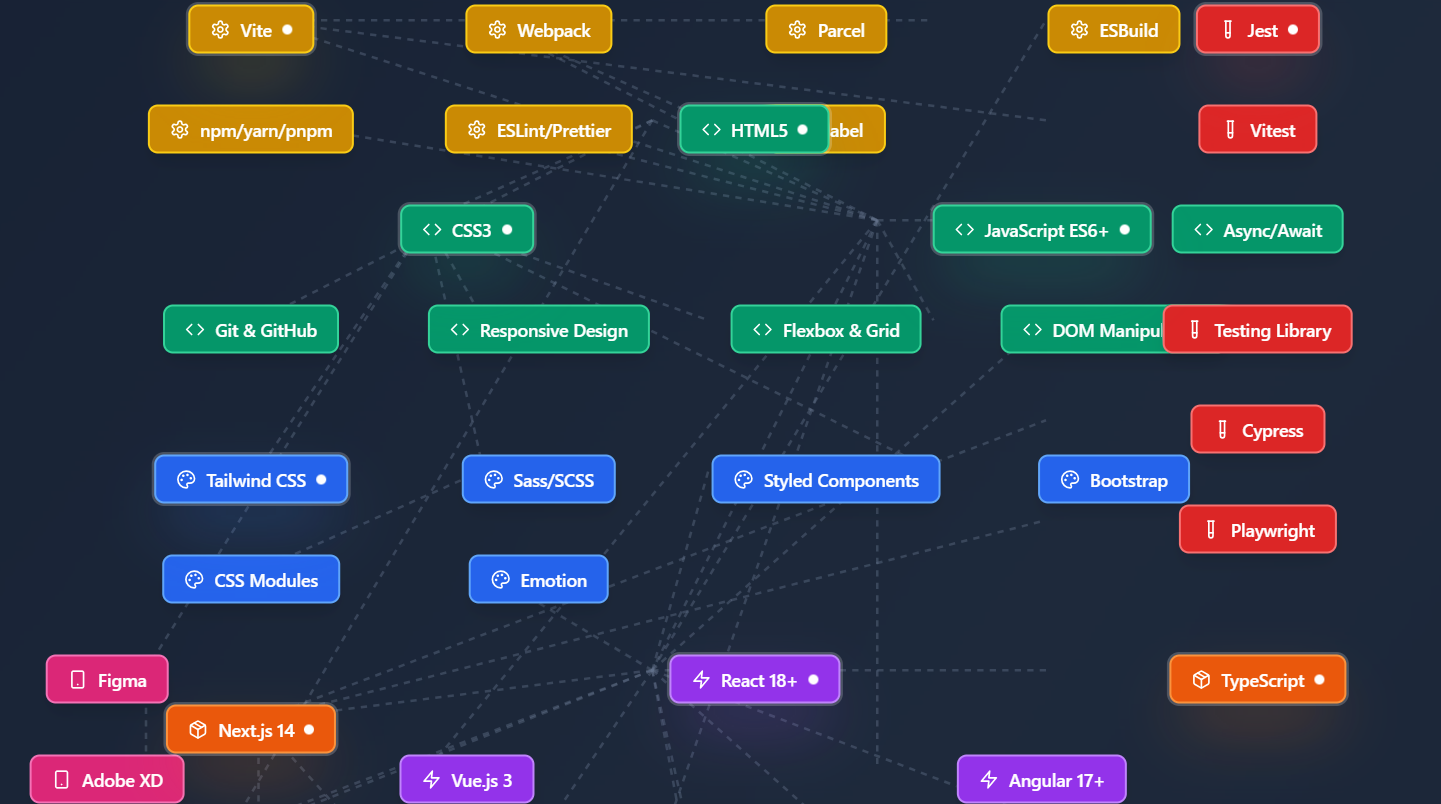 Vite
Webpack
Parcel
ESBuild
Jest
npm/yarn/pnpm
ESLint/Prettier
HTML5
abel
Vitest
CSS3
JavaScript ES6+
Async/Await
Git & GitHub
Responsive Design
Flexbox & Grid
DOM Manipul
Testing Library
Cypress
Tailwind CSS
Sass/SCSS
Styled Components
Bootstrap
Playwright
CSS Modules
Emotion
Figma
React 18+
TypeScript
Next.js 14
Adobe XD
Vue.js 3
Angular 17+